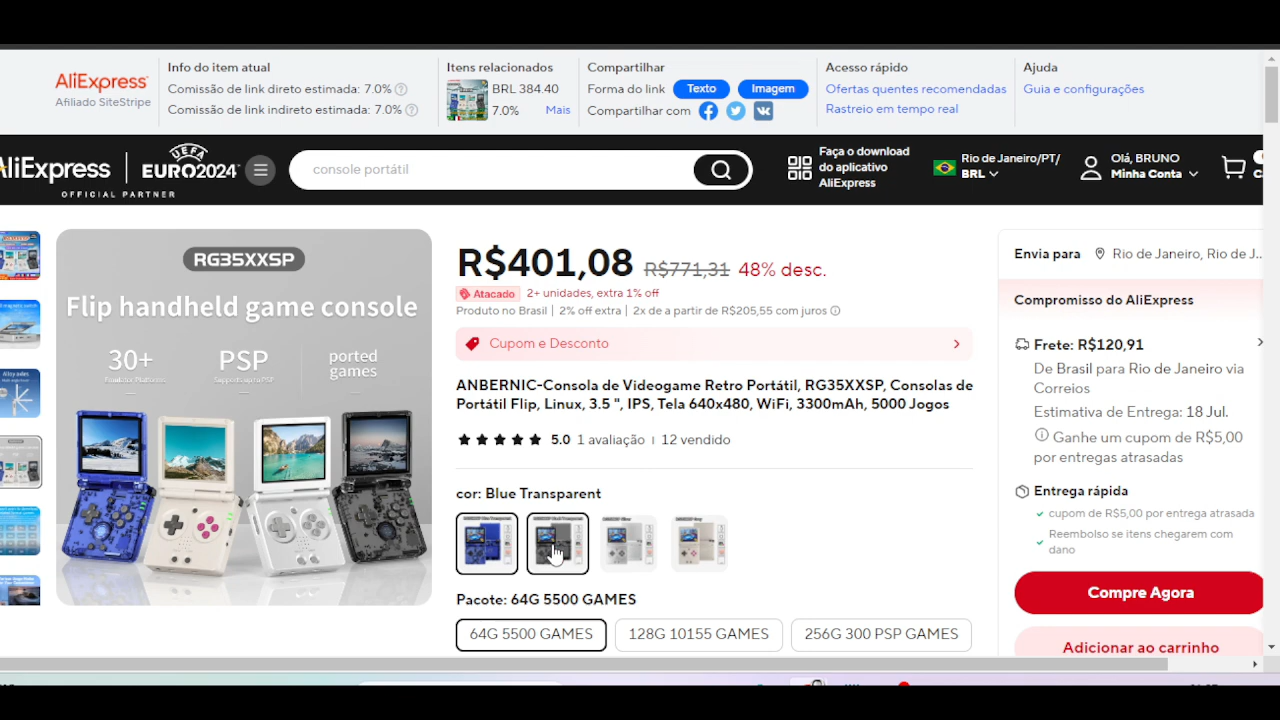 AliExpress
Afiliado SiteStripe
Info do item atual
Comissão de link direto estimada: 7.0%
Comissão de link indireto estimada: 7.0%
Itens relacionados
BRL 384.40
7.0%
Mais
Compartilhar
Forma do link
Texto
Imagem
Compartilhar com
Acesso rápido
Ofertas quentes recomendadas
Rastreio em tempo real
Ajuda
Guia e configurações
AliExpress
OFFICIAL PARTNER
UEFA
EURO2024
console portátil
Faça o download
do aplicativo
AliExpress
Rio de Janeiro/PT/
BRL
Olá, BRUNO
Minha Conta
RG35XXSP
Flip handheld game console
30+
PSP
ported
games
R$401,08 R$771,31 48% desc.
Atacado 2+ unidades, extra 1% off
Produto no Brasil | 2% off extra | 2x de a partir de R$205,55 com juros
Cupom e Desconto
ANBERNIC-Consola de Videogame Retro Portátil, RG35XXSP, Consolas de
Portátil Flip, Linux, 3.5 ", IPS, Tela 640x480, WiFi, 3300mAh, 5000 Jogos
5.0 1 avaliação | 12 vendido
cor: Blue Transparent
Pacote: 64G 5500 GAMES
64G 5500 GAMES
128G 10155 GAMES
256G 300 PSP GAMES
Envia para Rio de Janeiro, Rio de J...
Compromisso do AliExpress
Frete: R$120,91
De Brasil para Rio de Janeiro via
Correios
Estimativa de Entrega: 18 Jul.
Ganhe um cupom de R$5,00
por entregas atrasadas
Entrega rápida
cupom de R$5,00 por entrega atrasada
Reembolso se itens chegarem com
dano
Compre Agora
Adicionar ao carrinho